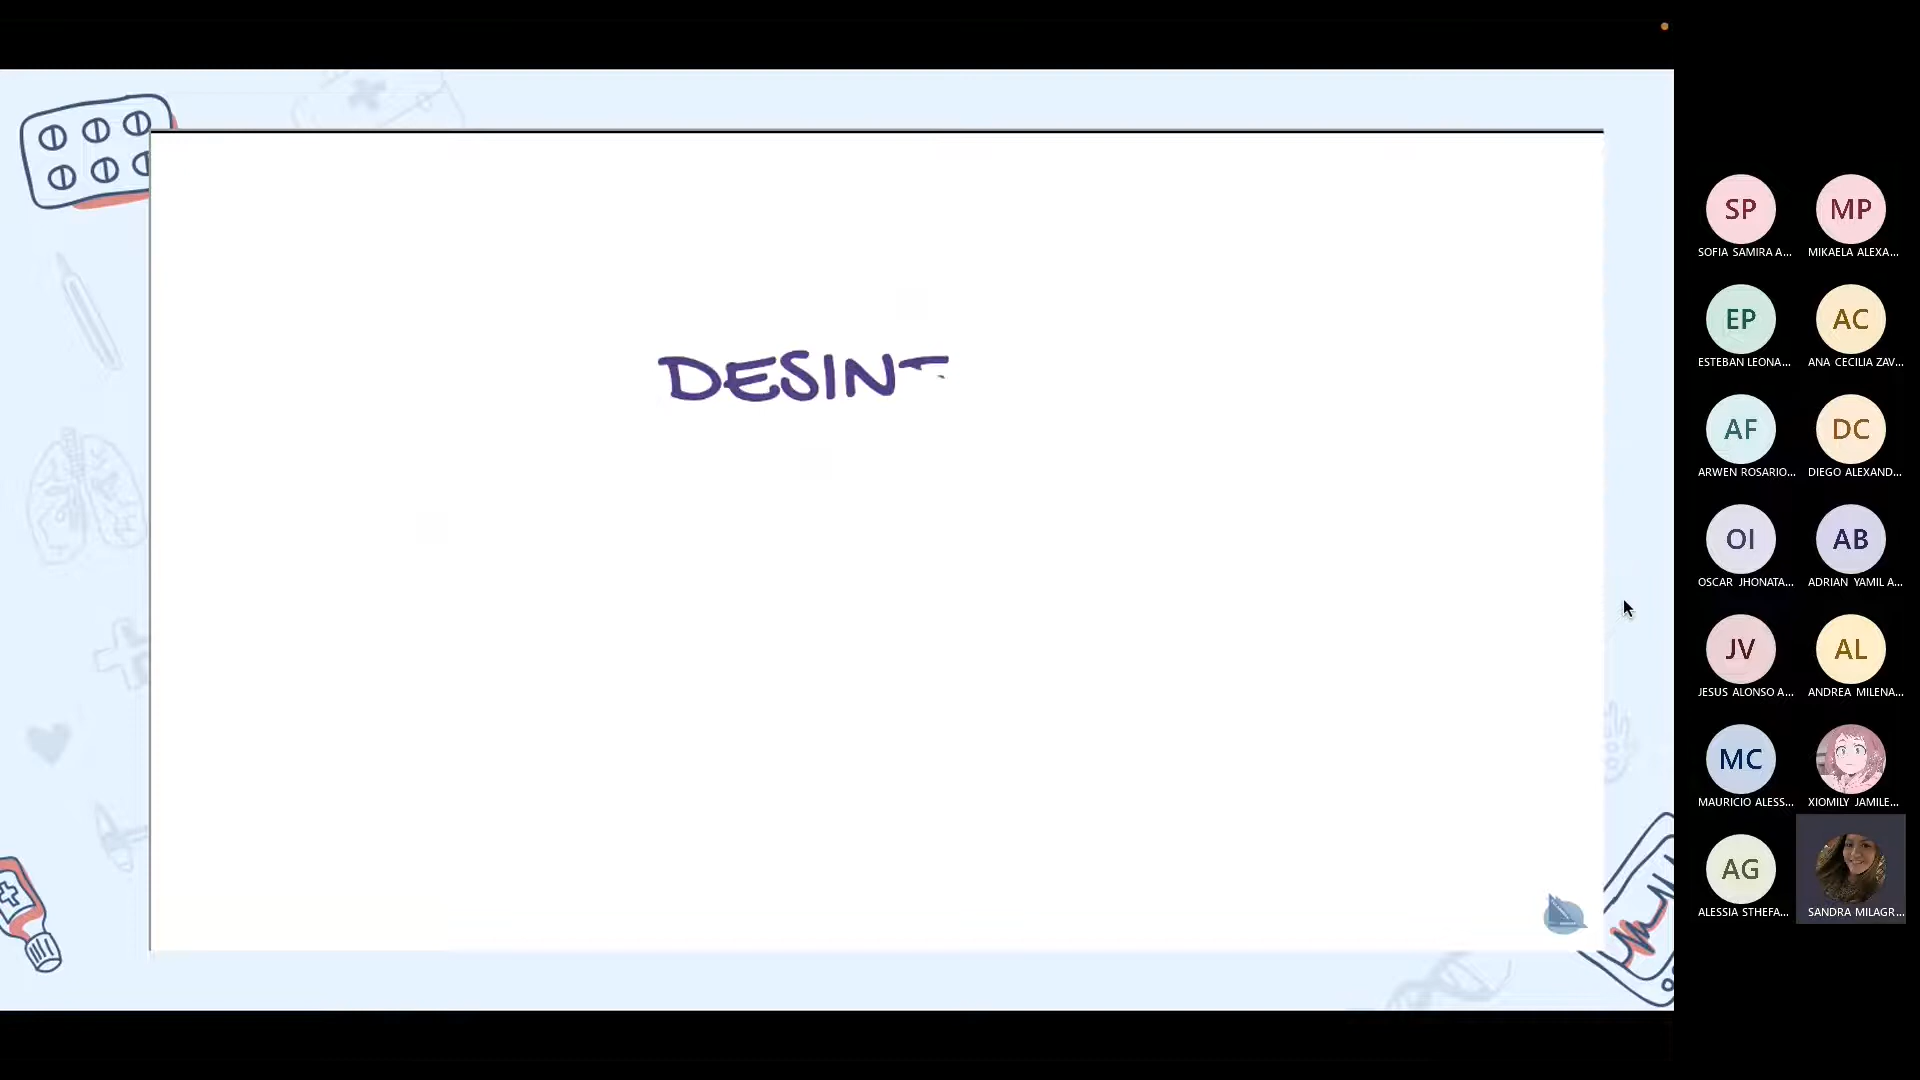 DESIN
SP
MP
SOFIA SAMIRA A...
MIKAELA ALEXA...
EP
AC
ESTEBAN LEONA...
ANA CECILIA ZAV...
AF
DC
ARWEN ROSARIO...
DIEGO ALEXAND...
OI
AB
OSCAR JHONATA...
ADRIAN YAMIL A...
JV
AL
JESUS ALONSO A...
ANDREA MILENA...
MC
MAURICIO ALESS...
XIOMILY JAMILE...
AG
ALESSIA STHEFA...
SANDRA MILAGR...